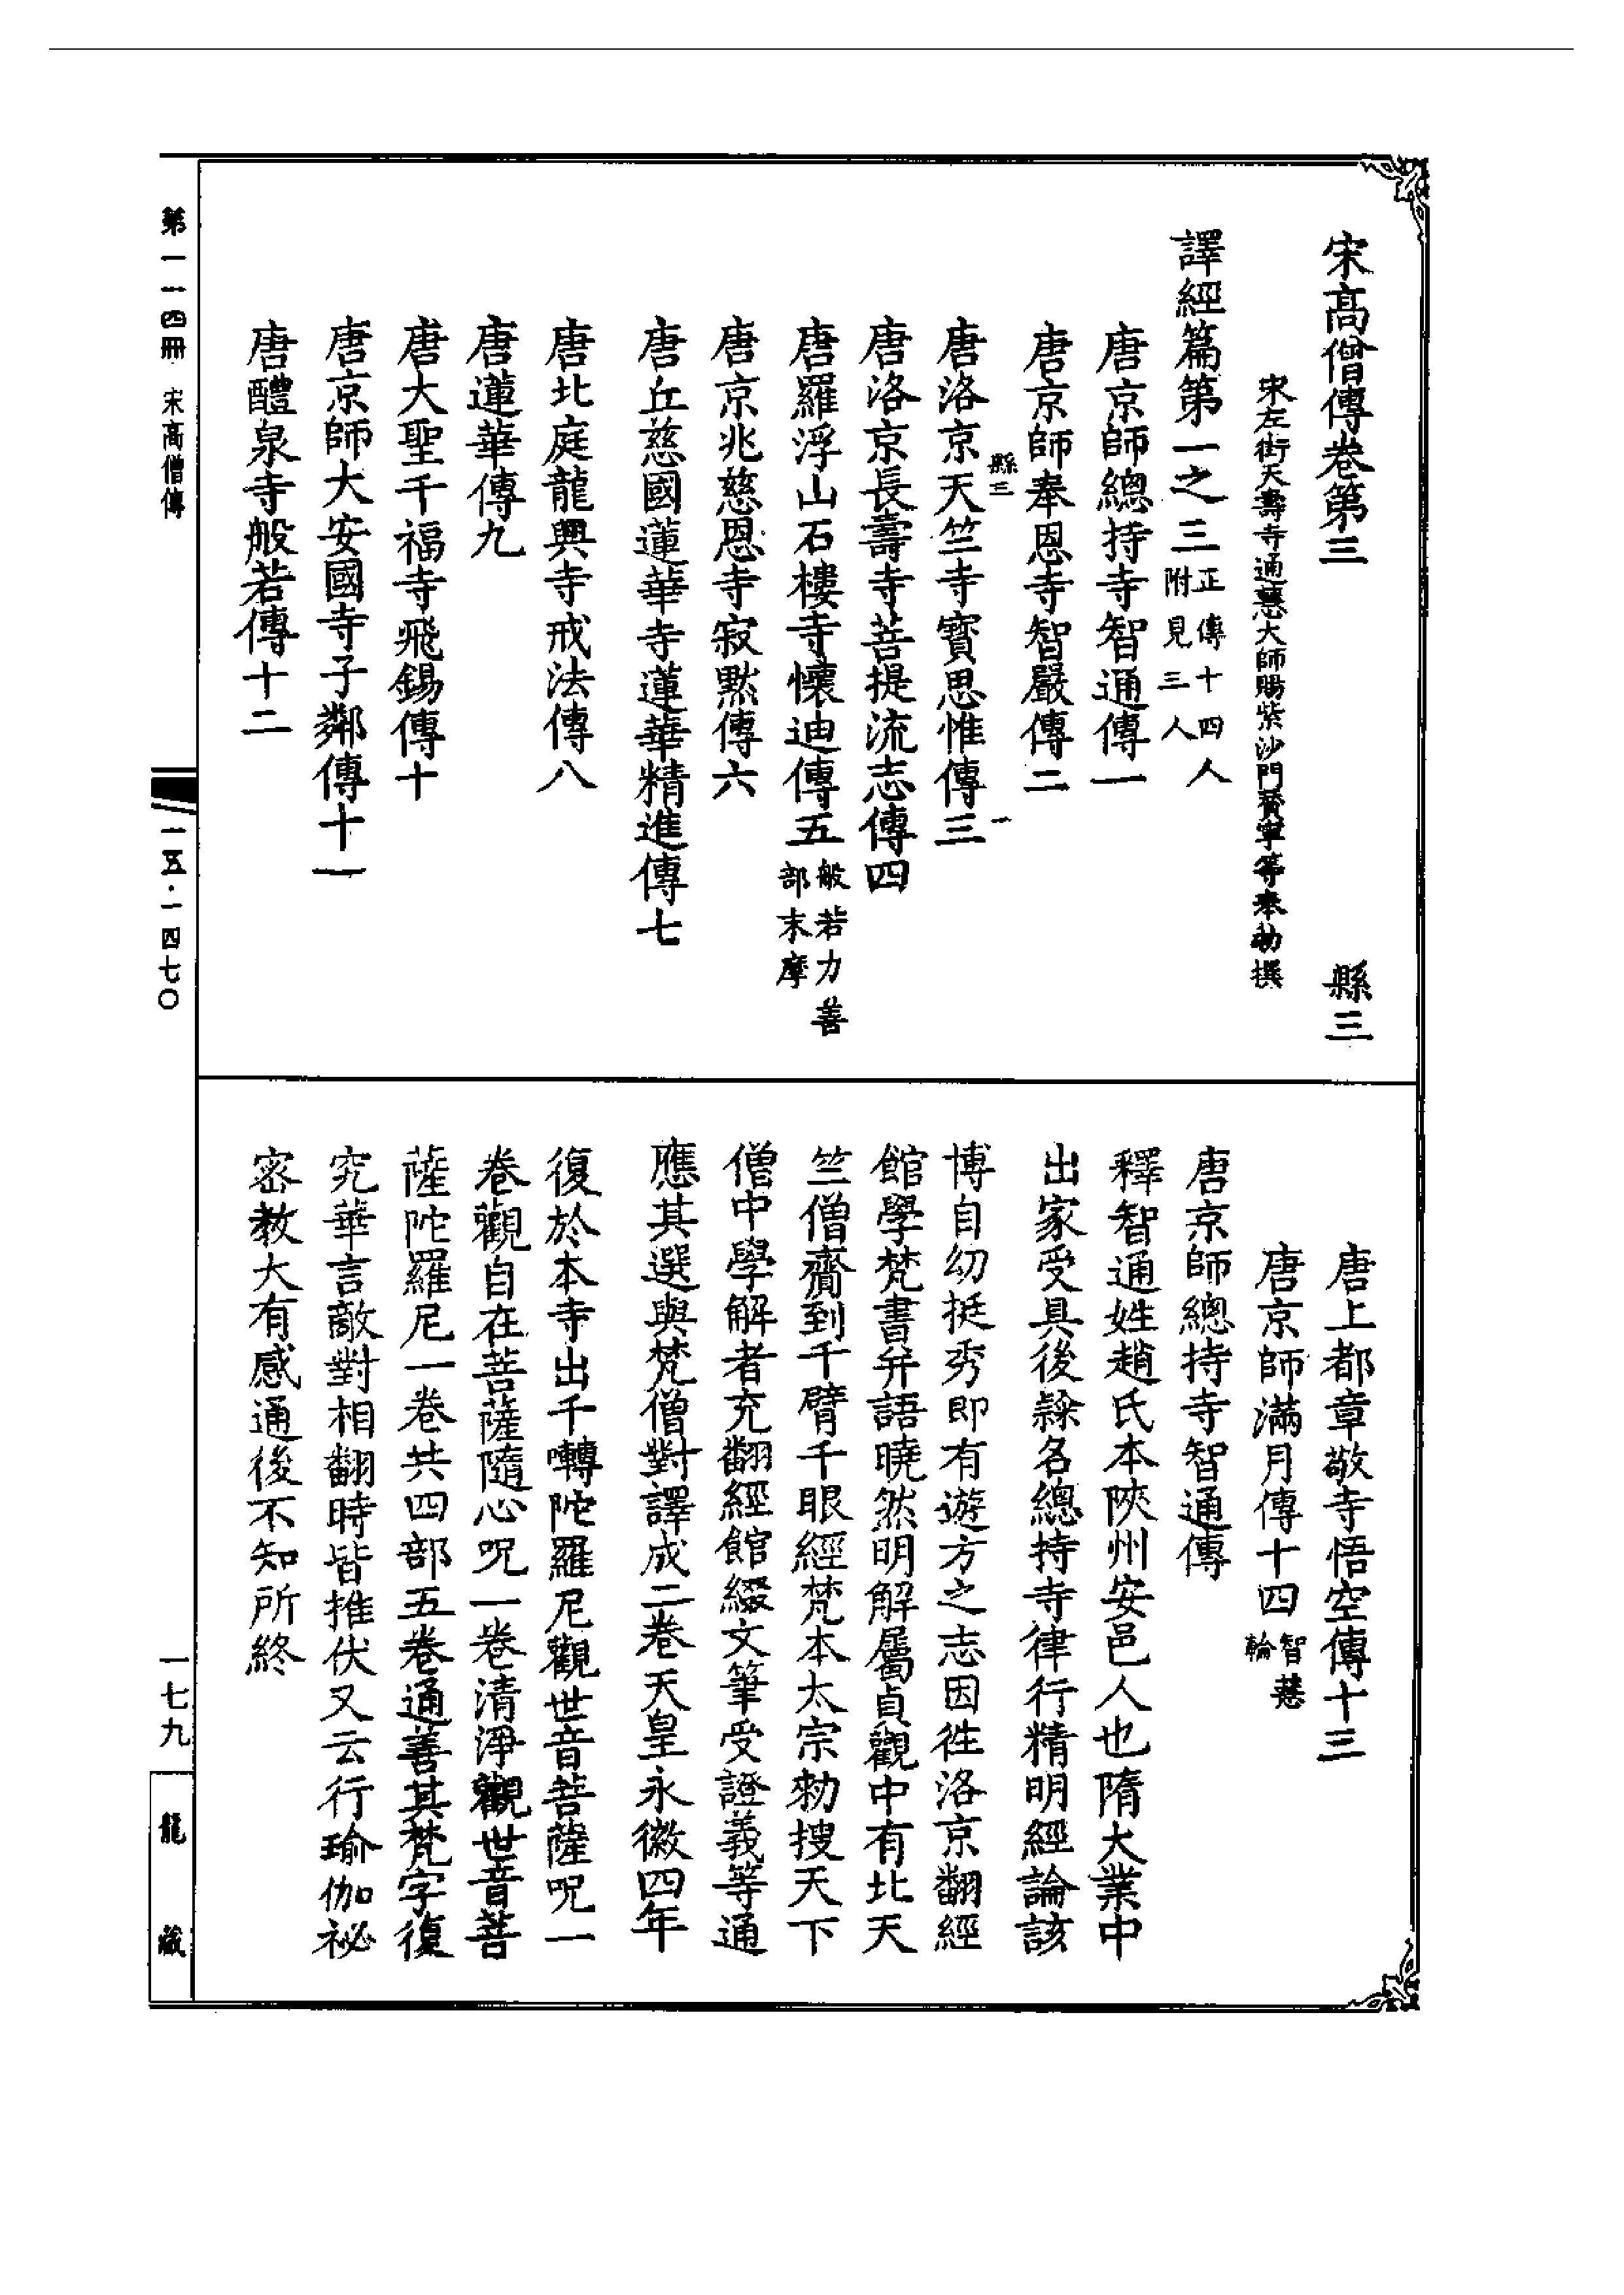 宋高僧傳卷第三　縣三
宋左街天壽寺通慧大師賜紫沙門贊寧等奉勅撰
譯經篇第一之三正傳十四人附見三人
唐京師總持寺智通傳一
唐京師奉恩寺智嚴傳二
縣三 一
唐洛京天竺寺寶思惟傳三
唐洛京長壽寺菩提流志傳四
唐羅浮山石樓寺懷迪傳五般若力善部末摩
唐京兆慈恩寺寂默傳六
唐丘慈國蓮華寺蓮華精進傳七
唐北庭龍興寺戒法傳八
唐蓮華傳九
唐大聖千福寺飛錫傳十
唐京師大安國寺子鄰傳十一
唐醴泉寺般若傳十二
唐上都章敬寺悟空傳十三
唐京師滿月傳十四智慧輪
唐京師總持寺智通傳
釋智通姓趙氏本陝州安邑人也隋大業中
出家受具後隸名總持寺律行精明經論該
博自幼挺秀即有遊方之志因徃洛京翻經
館學梵書并語曉然明解屬貞觀中有北天
竺僧齎到千臂千眼經梵本太宗勅搜天下
僧中學解者充翻經館綴文筆受證義等通
應其選與梵僧對譯成二卷天皇永徽四年
復於本寺出千囀陀羅尼觀世音菩薩呪一
卷觀自在菩薩隨心呪一卷清淨觀世音菩
薩陀羅尼一卷共四部五卷通善其梵字復
究華言敵對相翻時皆推伏又云行瑜伽祕
密教大有感通後不知所終
第一一四冊 宋高僧傳
一五·一四七〇
一七九
龍藏